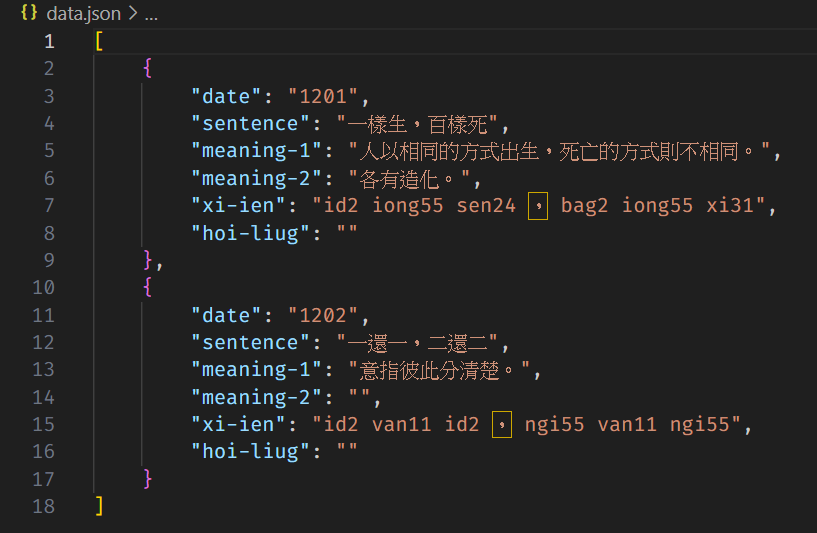 {} data.json > ...
1 [
2 {
3 "date": "1201",
4 "sentence": "一樣生，百樣死",
5 "meaning-1": "人以相同的方式出生，死亡的方式則不相同。",
6 "meaning-2": "各有造化。",
7 "xi-ien": "id2 iong55 sen24 ， bag2 iong55 xi31",
8 "hoi-liug": ""
9 },
10 {
11 "date": "1202",
12 "sentence": "一還一，二還二",
13 "meaning-1": "意指彼此分清楚。",
14 "meaning-2": "",
15 "xi-ien": "id2 van11 id2 ， ngi55 van11 ngi55",
16 "hoi-liug": ""
17 }
18 ]